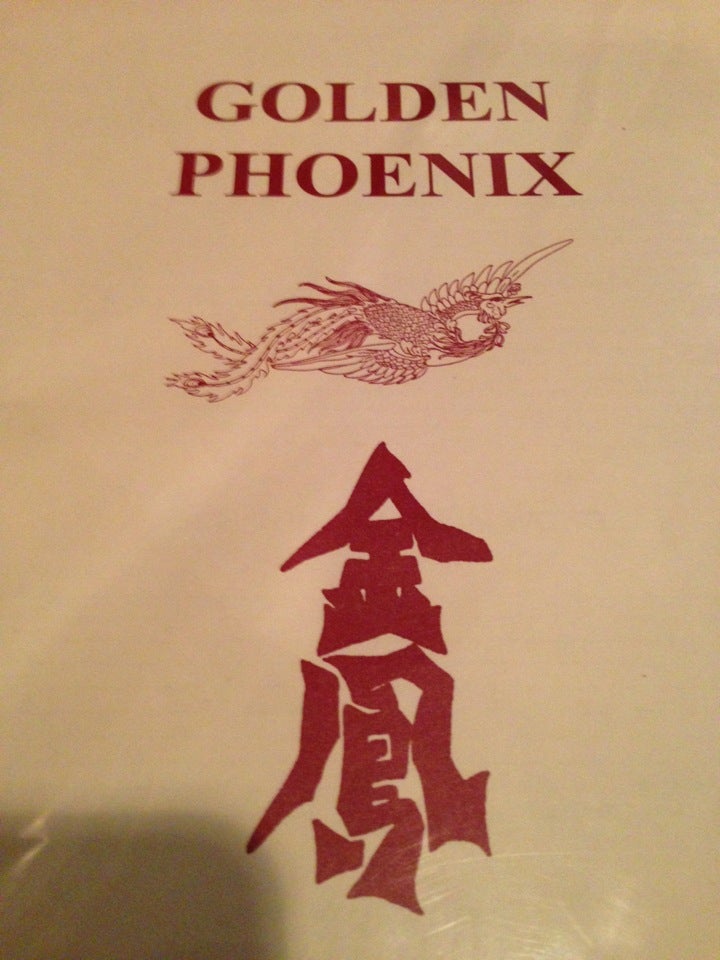 GOLDEN
PHOENIX
金
鳳